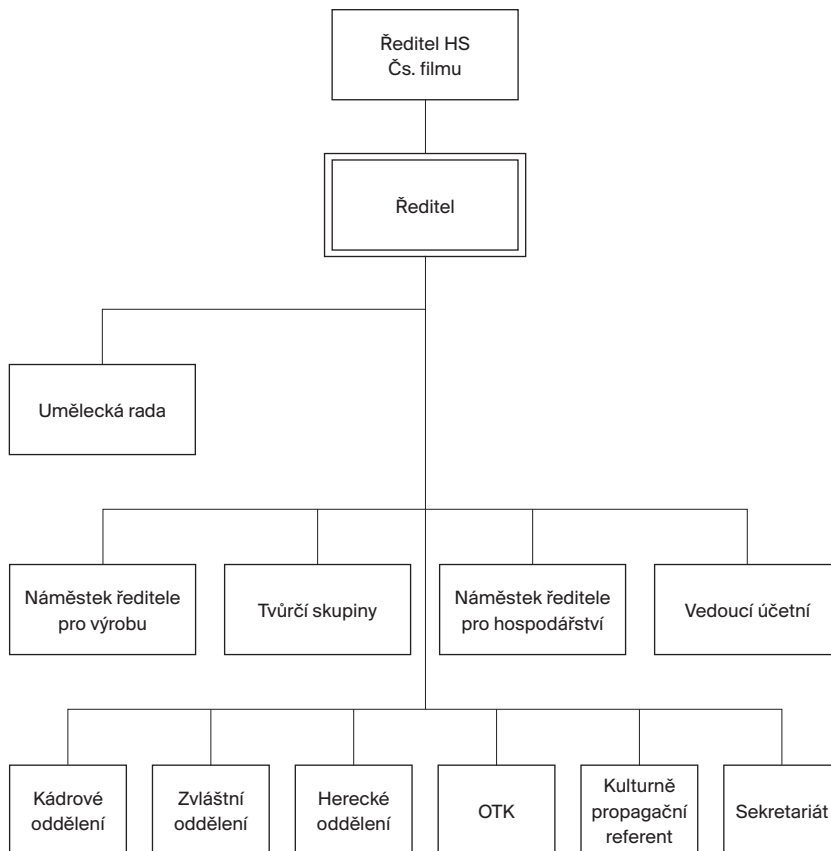 Ředitel HS
Čs. filmu
Ředitel
Umělecká rada
Náměstek ředitele
pro výrobu
Tvůrčí skupiny
Náměstek ředitele
pro hospodářství
Vedoucí účetní
Kádrové
oddělení
Zvláštní
oddělení
Herecké
oddělení
OTK
Kulturně
propagační
referent
Sekretariát